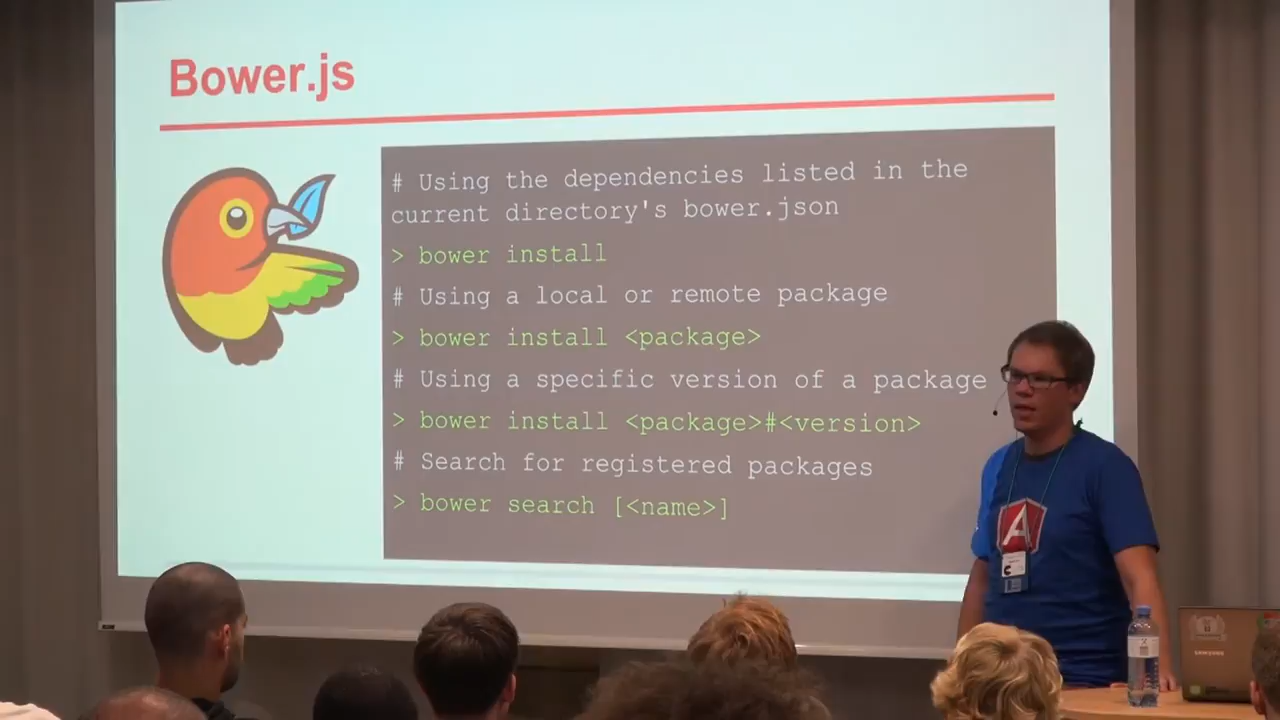 Bower.js
# Using the dependencies listed in the
current directory's bower.json
> bower install
# Using a local or remote package
> bower install <package>
# Using a specific version of a package
> bower install <package>#<version>
# Search for registered packages
> bower search [<name>]
A
SAMSUNG